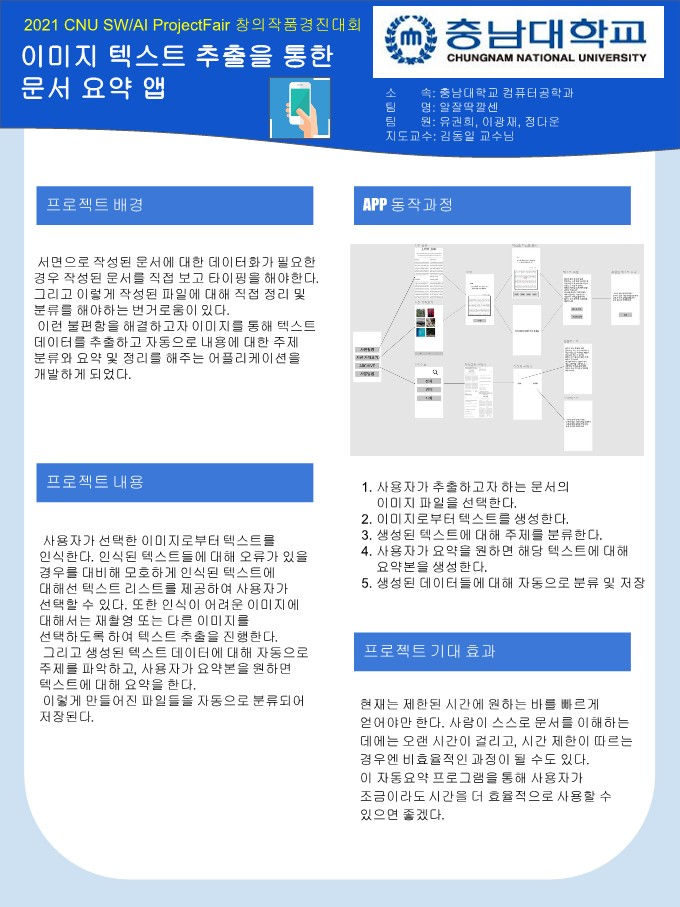 2021 CNU SW/AI ProjectFair 창의작품경진대회
이미지 텍스트 추출을 통한
문서 요약 앱
충남대학교
CHUNGNAM NATIONAL UNIVERSITY
소 속: 충남대학교 컴퓨터공학과
팀 명: 알잘딱깔센
팀 원: 유권희, 이광재, 정다운
지도교수: 김동일 교수님
프로젝트 배경
서면으로 작성된 문서에 대한 데이터화가 필요한
경우 작성된 문서를 직접 보고 타이핑을 해야한다.
그리고 이렇게 작성된 파일에 대해 직접 정리 및
분류를 해야하는 번거로움이 있다.
이런 불편함을 해결하고자 이미지를 통해 텍스트
데이터를 추출하고 자동으로 내용에 대한 주제
분류와 요약 및 정리를 해주는 어플리케이션을
개발하게 되었다.
프로젝트 내용
사용자가 선택한 이미지로부터 텍스트를
인식한다. 인식된 텍스트들에 대해 오류가 있을
경우를 대비해 모호하게 인식된 텍스트에
대해선 텍스트 리스트를 제공하여 사용자가
선택할 수 있다. 또한 인식이 어려운 이미지에
대해서는 재촬영 또는 다른 이미지를
선택하도록 하여 텍스트 추출을 진행한다.
그리고 생성된 텍스트 데이터에 대해 자동으로
주제를 파악하고, 사용자가 요약본을 원하면
텍스트에 대해 요약을 한다.
이렇게 만들어진 파일들을 자동으로 분류되어
저장된다.
APP 동작과정
1. 사용자가 추출하고자 하는 문서의
이미지 파일을 선택한다.
2. 이미지로부터 텍스트를 생성한다.
3. 생성된 텍스트에 대해 주제를 분류한다.
4. 사용자가 요약을 원하면 해당 텍스트에 대해
요약본을 생성한다.
5. 생성된 데이터들에 대해 자동으로 분류 및 저장
프로젝트 기대 효과
현재는 제한된 시간에 원하는 바를 빠르게
얻어야만 한다. 사람이 스스로 문서를 이해하는
데에는 오랜 시간이 걸리고, 시간 제한이 따르는
경우엔 비효율적인 과정이 될 수도 있다.
이 자동요약 프로그램을 통해 사용자가
조금이라도 시간을 더 효율적으로 사용할 수
있으면 좋겠다.